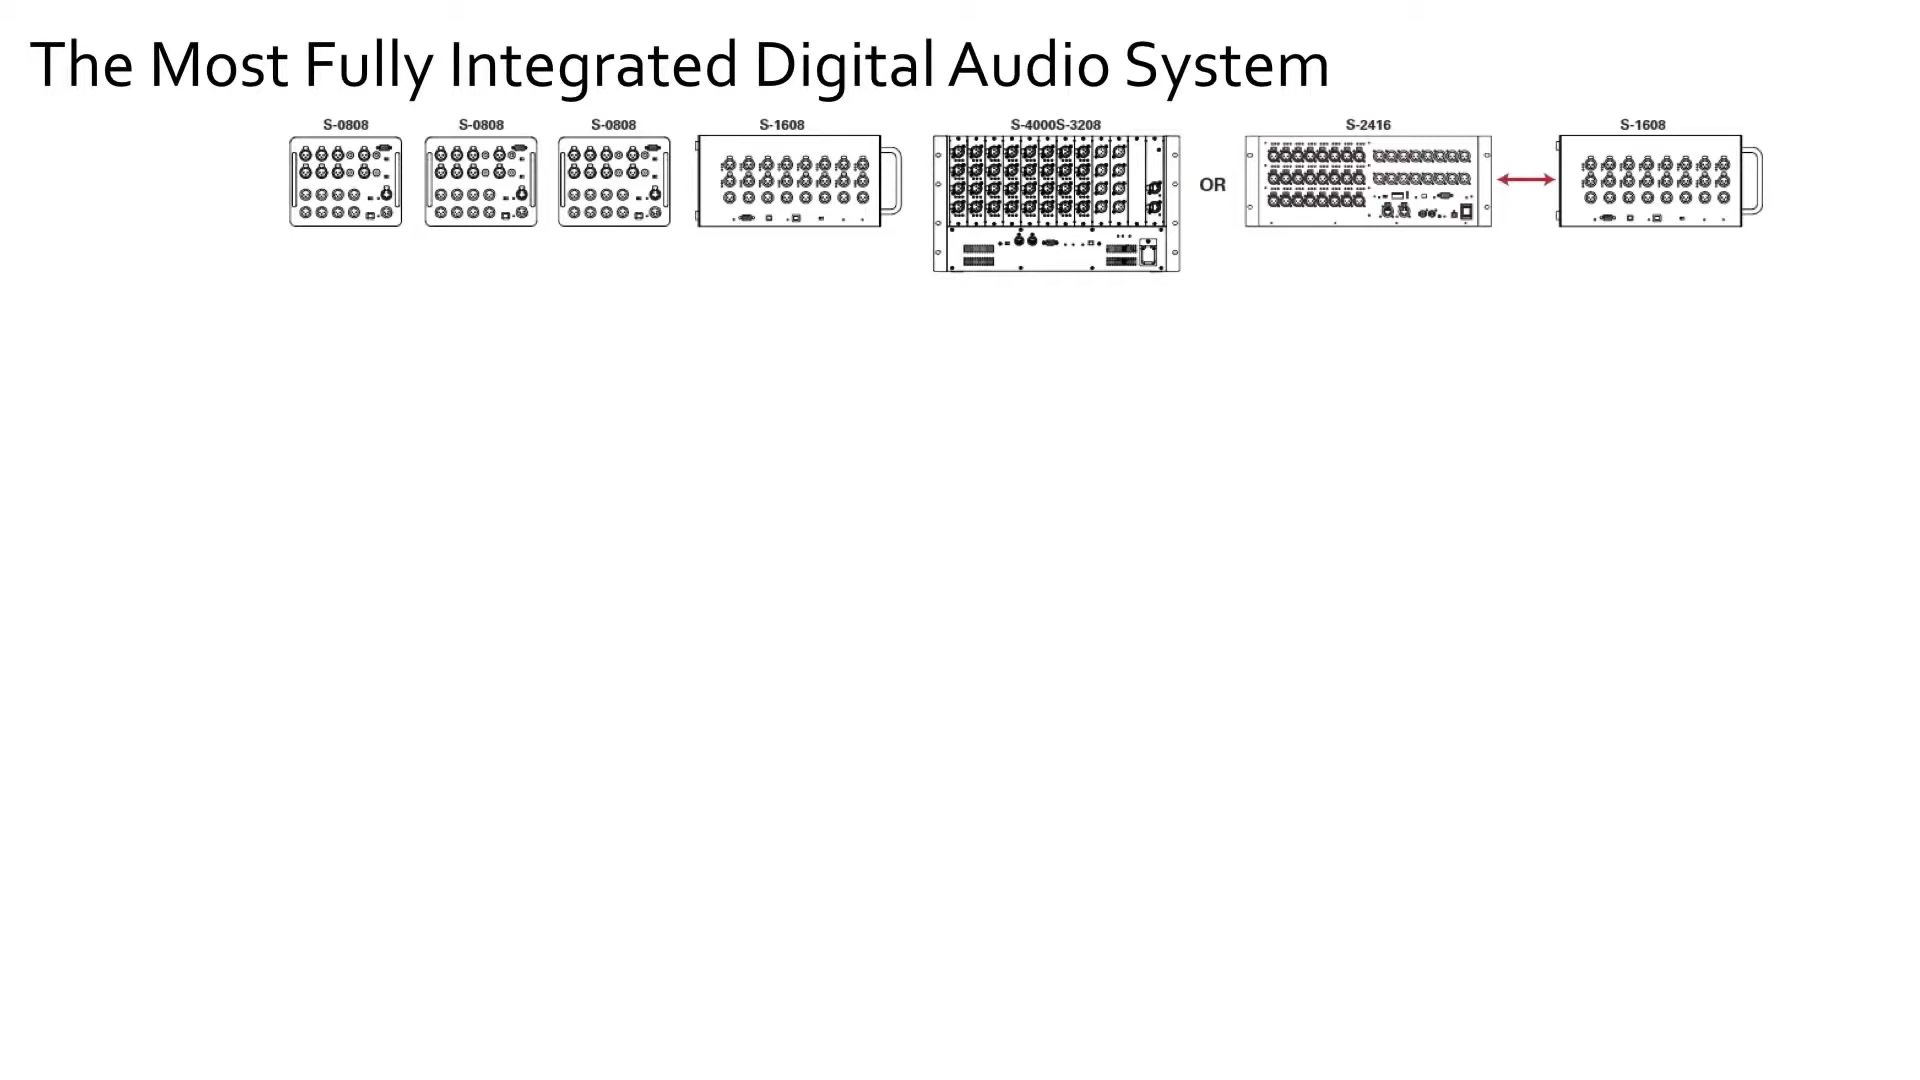 The Most Fully Integrated Digital Audio System
S-0808 S-0808 S-0808 S-1608 S-4000S-3208 S-2416 S-1608
OR